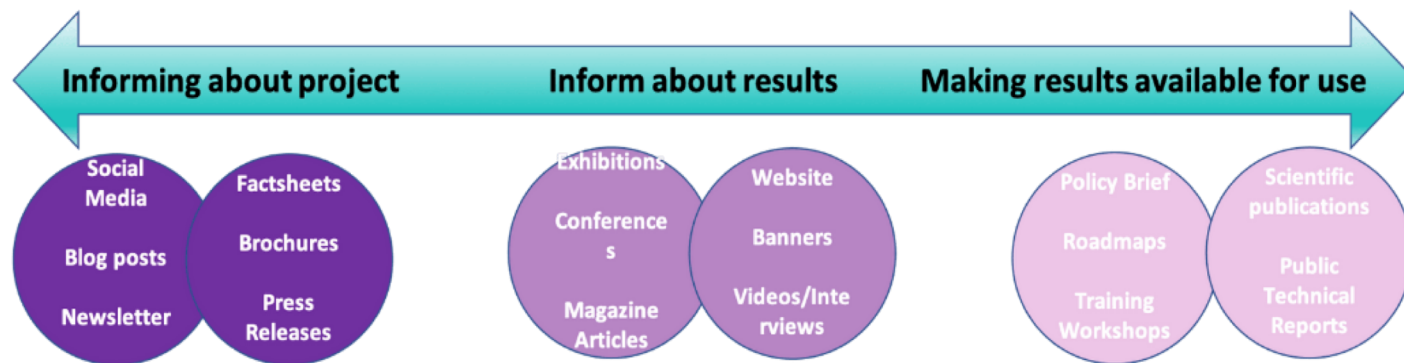 Informing about project
Inform about results
Making results available for use
Social
Media
Blog posts
Newsletter
Factsheets
Brochures
Press
Releases
Exhibitions
Conference
s
Magazine
Articles
Website
Banners
Videos/Inte
rviews
Policy Brief
Roadmaps
Training
Workshops
Scientific
publications
Public
Technical
Reports